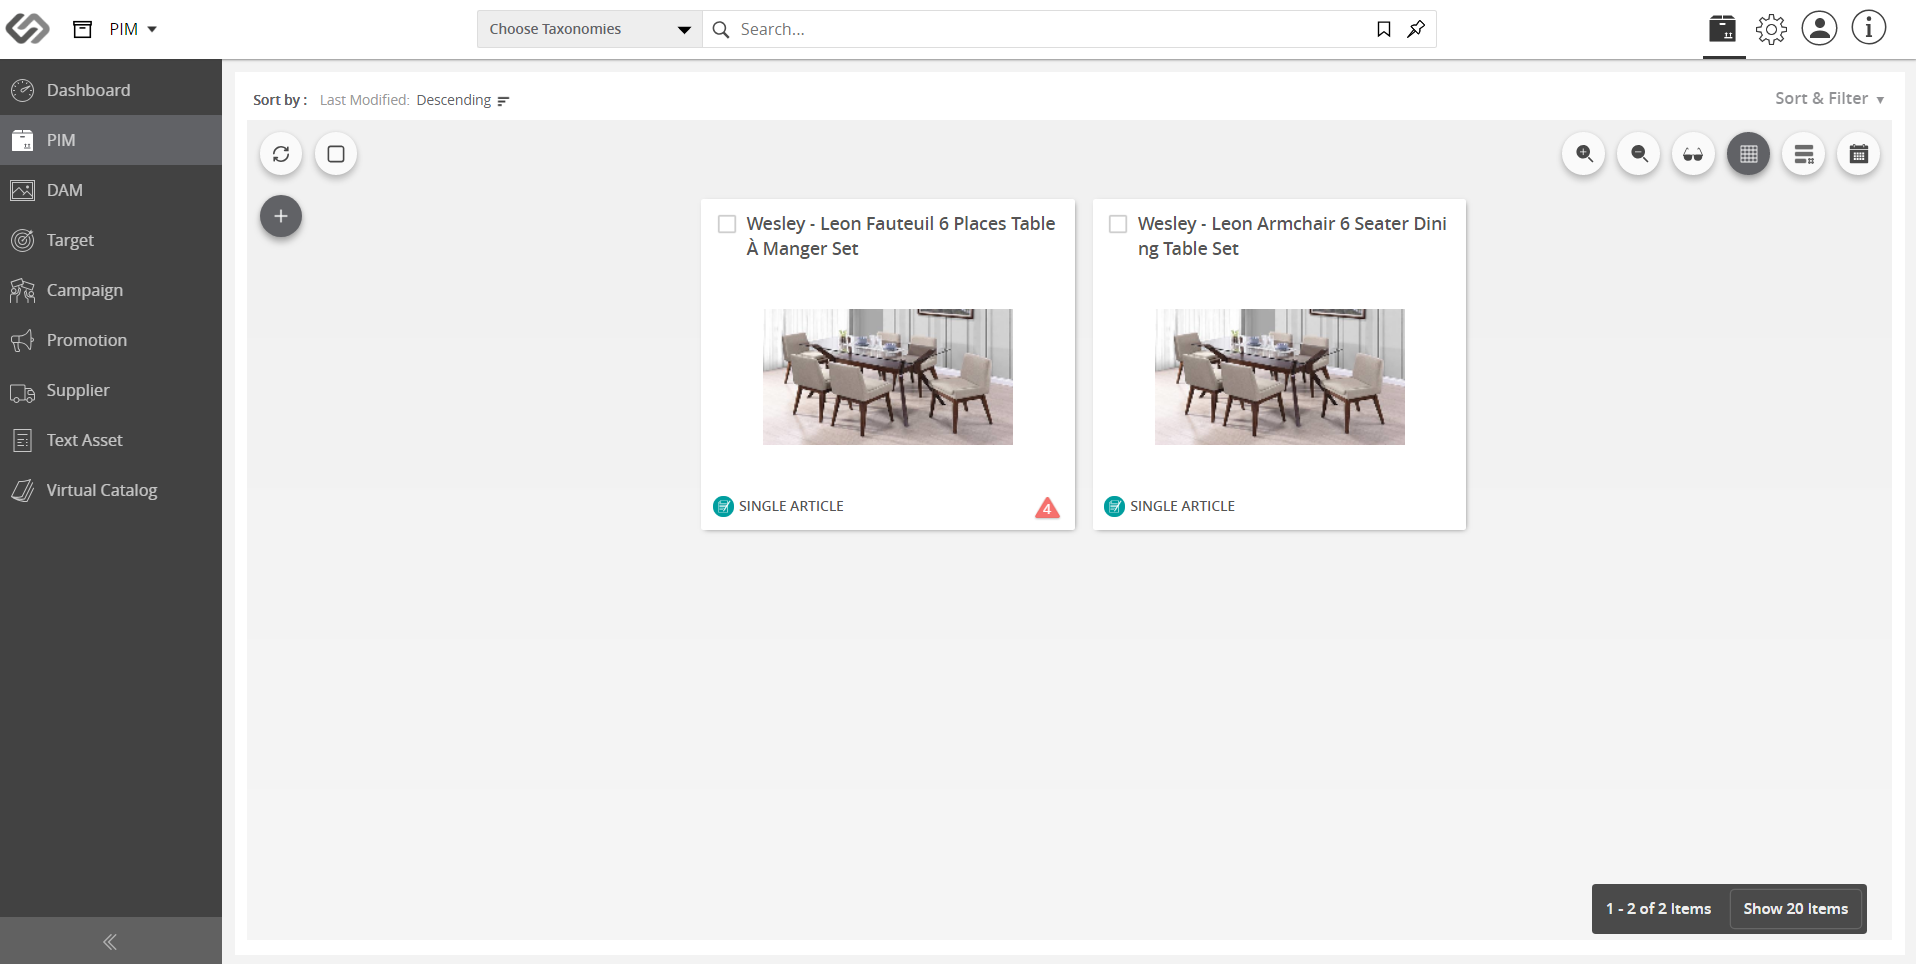 PIM
Choose Taxonomies
Search...
Dashboard
PIM
DAM
Target
Campaign
Promotion
Supplier
Text Asset
Virtual Catalog
Sort by : Last Modified: Descending
Sort & Filter
Wesley - Leon Fauteuil 6 Places Table
À Manger Set
SINGLE ARTICLE
4
Wesley - Leon Armchair 6 Seater Dini
ng Table Set
SINGLE ARTICLE
1 - 2 of 2 Items
Show 20 Items